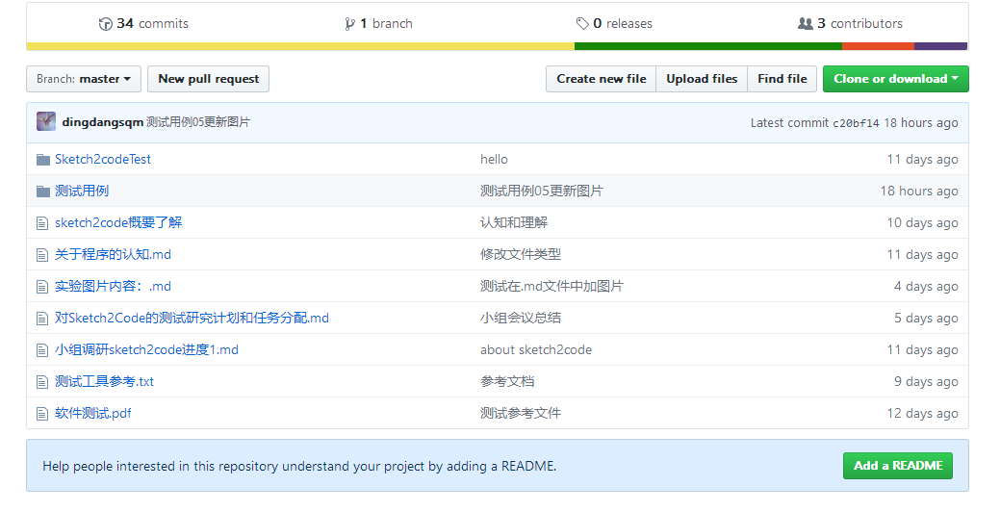 34 commits 1 branch 0 releases 3 contributors
Branch: master New pull request Create new file Upload files Find file Clone or download
dingdangsqm 测试用例05更新图片 Latest commit c20bf14 18 hours ago
Sketch2codeTest hello 11 days ago
测试用例 测试用例05更新图片 18 hours ago
sketch2code概要了解 认知和理解 10 days ago
关于程序的认知.md 修改文件类型 11 days ago
实验图片内容：.md 测试在.md文件中加图片 4 days ago
对Sketch2Code的测试研究计划和任务分配.md 小组会议总结 5 days ago
小组调研sketch2code进度1.md about sketch2code 11 days ago
测试工具参考.txt 参考文档 9 days ago
软件测试.pdf 测试参考文件 12 days ago
Help people interested in this repository understand your project by adding a README. Add a README